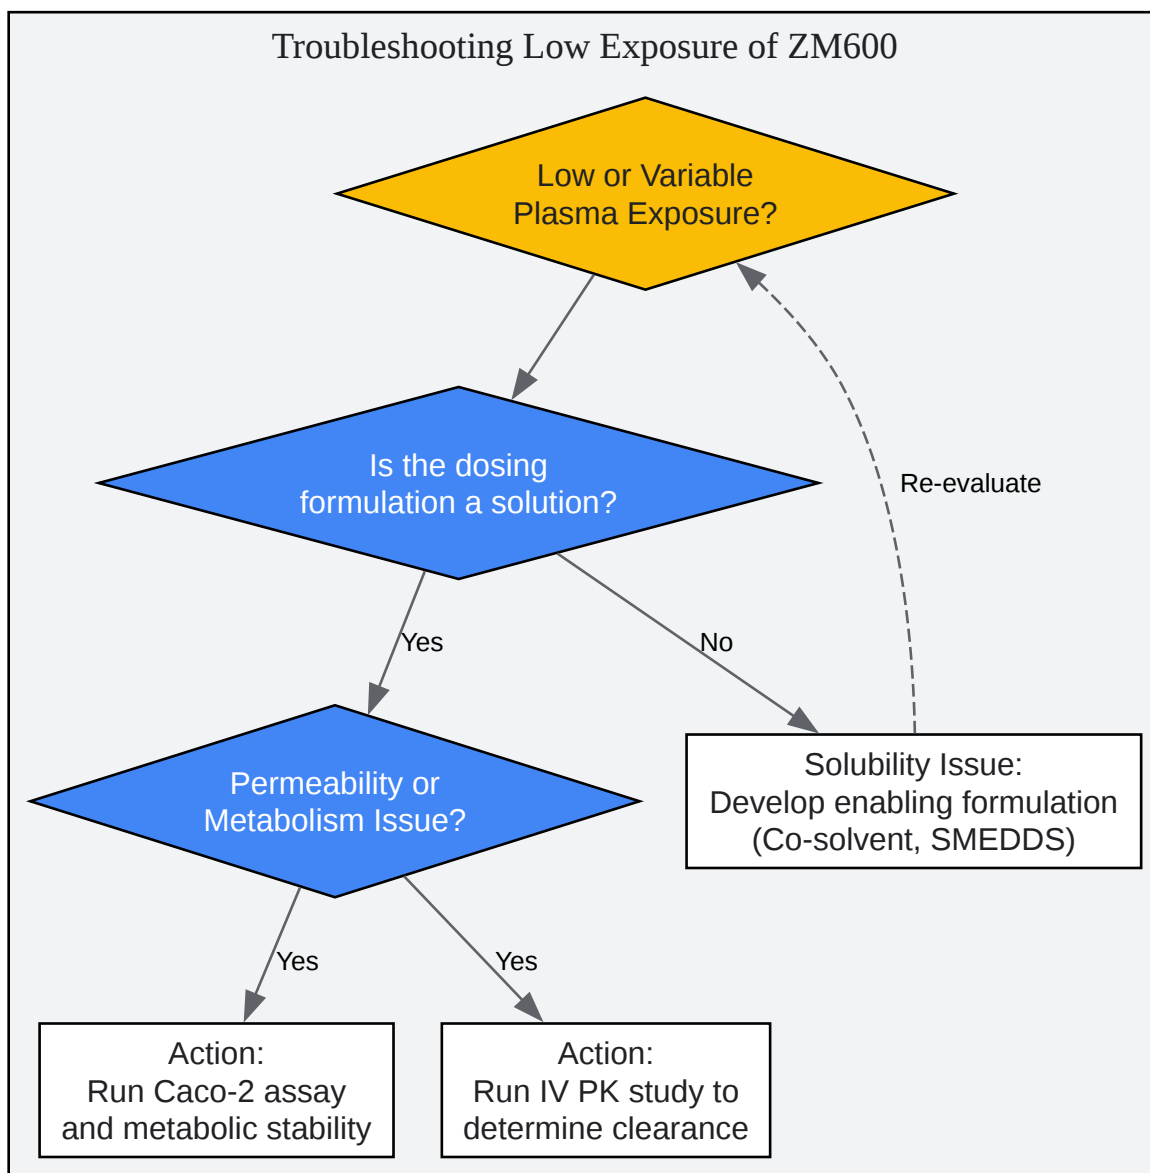 Troubleshooting Low Exposure of ZM600
Low or Variable
Plasma Exposure?
Is the dosing
formulation a solution?
Re-evaluate
Yes
No
Permeability or
Metabolism Issue?
Solubility Issue:
Develop enabling formulation
(Co-solvent, SMEDDS)
Yes
Yes
Action:
Run Caco-2 assay
and metabolic stability
Action:
Run IV PK study to
determine clearance